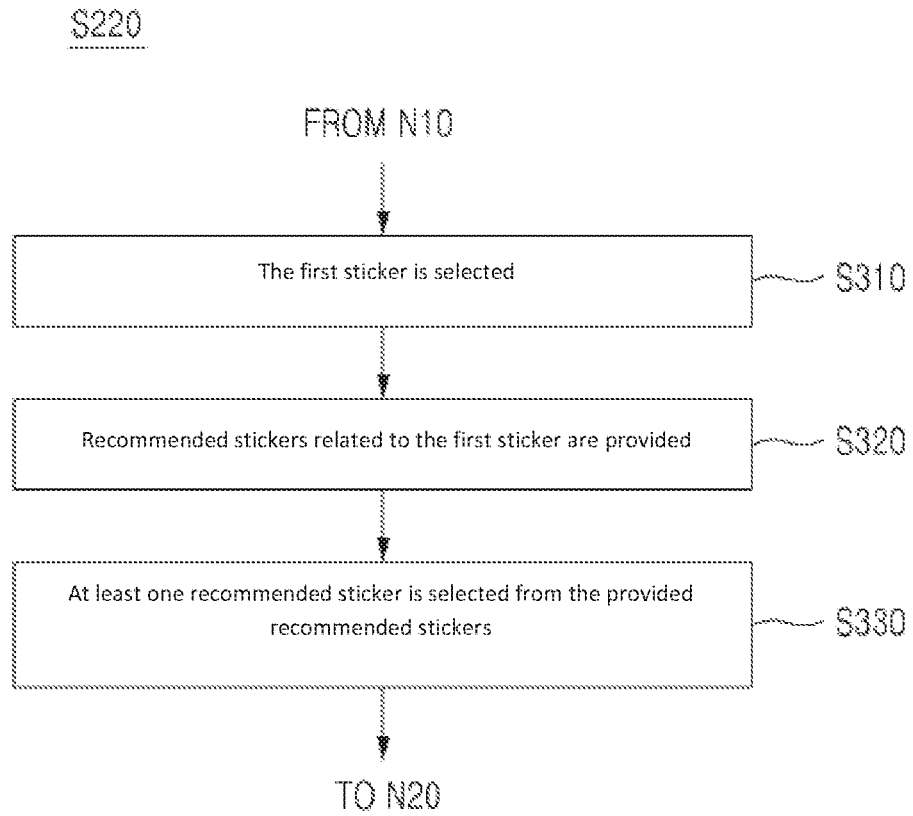 S220
FROM N10
The first sticker is selected
S310
Recommended stickers related to the first sticker are provided
S320
At least one recommended sticker is selected from the provided
recommended stickers
S330
TO N20